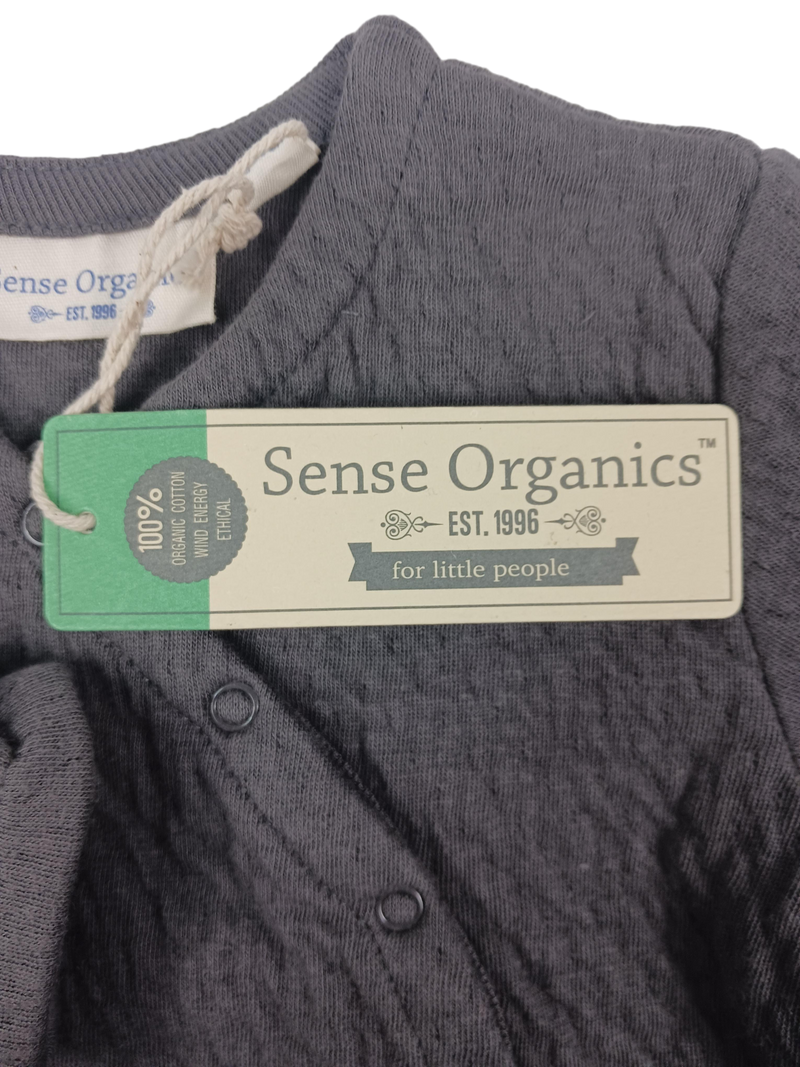 Sense Organics
EST. 1996
Sense Organics™
EST. 1996
for little people
100%
ORGANIC COTTON
WIND ENERGY
ETHICAL